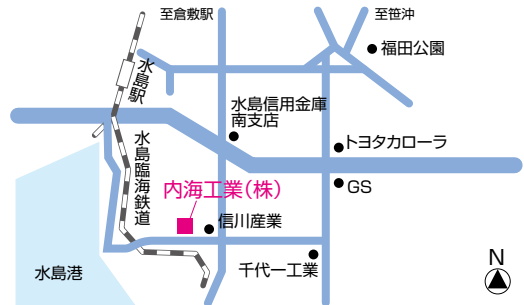 至倉敷駅
至笹沖
福田公園
水島駅
水島信用金庫
南支店
トヨタカローラ
水島臨海鉄道
内海工業(株)
GS
信川産業
水島港
千代一工業
N